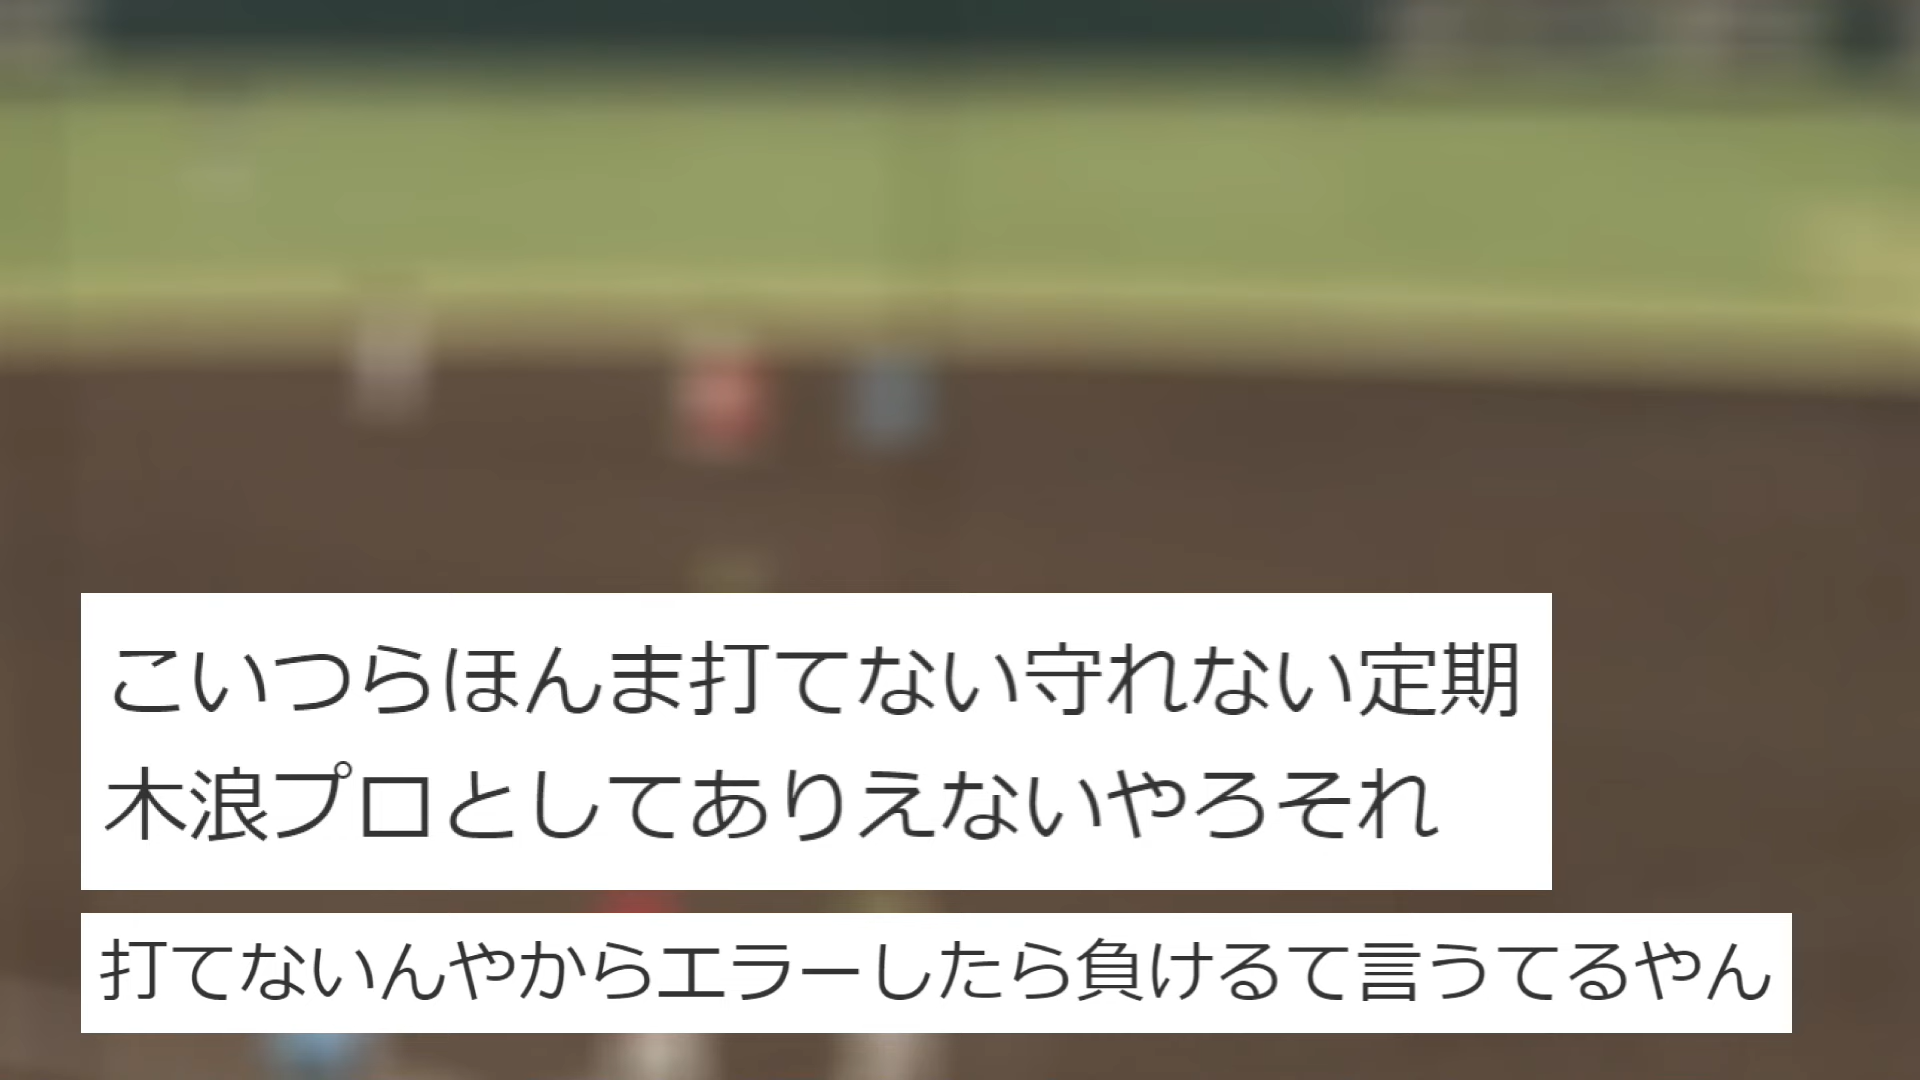 こいつらほんま打てない守れない定期
木浪プロとしてありえないやろそれ
打てないんやからエラーしたら負けるて言うてるやん